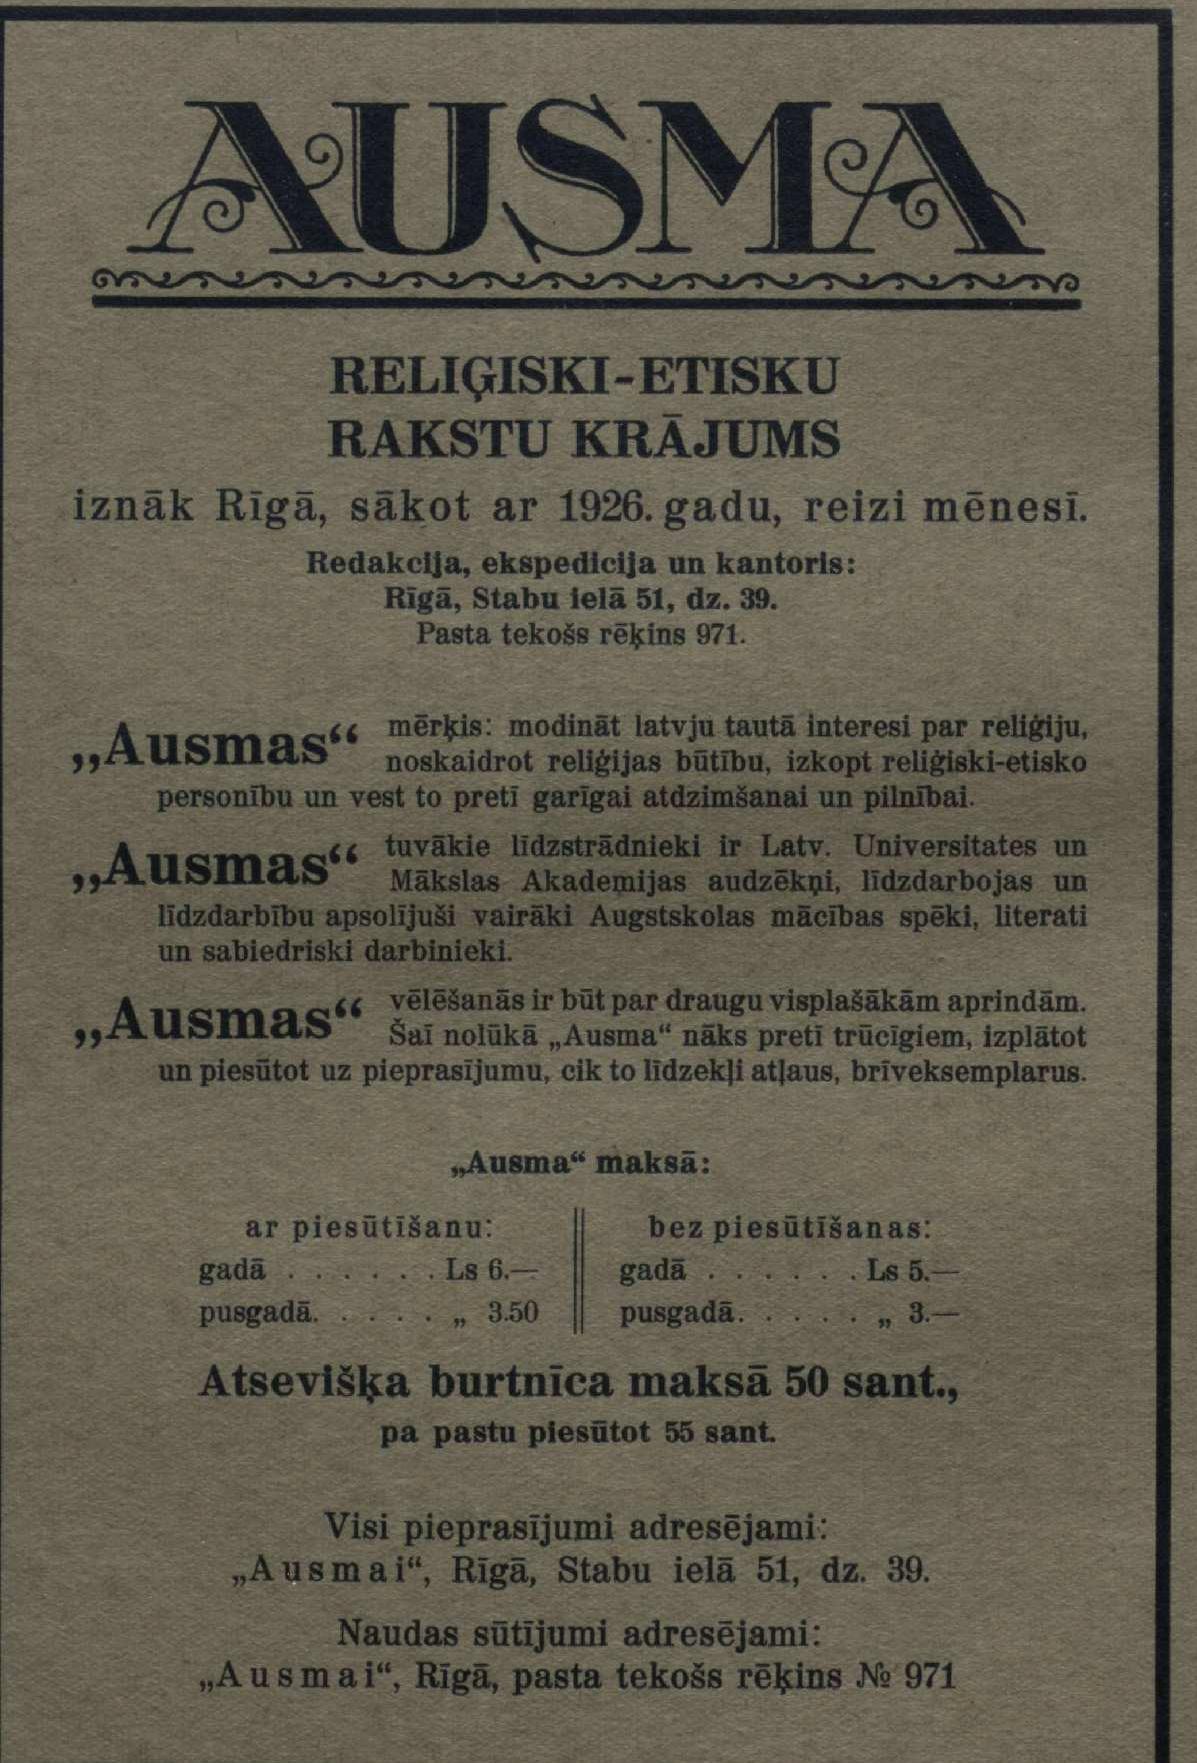 AUSMA
RELIĢISKI-ETISKU
RAKSTU KRĀJUMS
iznāk Rīgā, sākot ar 1926. gadu, reizi mēnesī.
Redakcija, ekspedicija un kantoris:
Rīgā, Stabu ielā 51, dz. 39.
Pasta tekošs rēķins 971.
„Ausmas“ mērķis: modināt latvju tautā interesi par reliģiju,
noskaidrot reliģijas būtību, izkopt reliģiski-etisko
personību un vest to pretī garīgai atdzimšanai un pilnībai.
„Ausmas“ tuvākie līdzstrādnieki ir Latv. Universitates un
Mākslas Akademijas audzēkņi, līdzdarbojas un
līdzdarbību apsolījuši vairāki Augstskolas mācības spēki, literati
un sabiedriski darbinieki.
„Ausmas“ vēlēšanās ir būt par draugu visplašākām aprindām.
Šaī nolūkā „Ausma“ nāks pretī trūcīgiem, izplātot
un piesūtot uz pieprasījumu, cik to līdzekļi atļaus, brīveksemplarus.
„Ausma“ maksā:
ar piesūtīšanu:
gadā . . . . . . Ls 6.—
pusgadā. . . . . „ 3.50
bez piesūtīšanas:
gadā . . . . . . Ls 5.—
pusgadā. . . . . „ 3.—
Atsevišķa burtnīca maksā 50 sant.,
pa pastu piesūtot 55 sant.
Visi pieprasījumi adresējami:
„Ausmai“, Rīgā, Stabu ielā 51, dz. 39.
Naudas sūtījumi adresējami:
„Ausmai“, Rīgā, pasta tekošs rēķins № 971